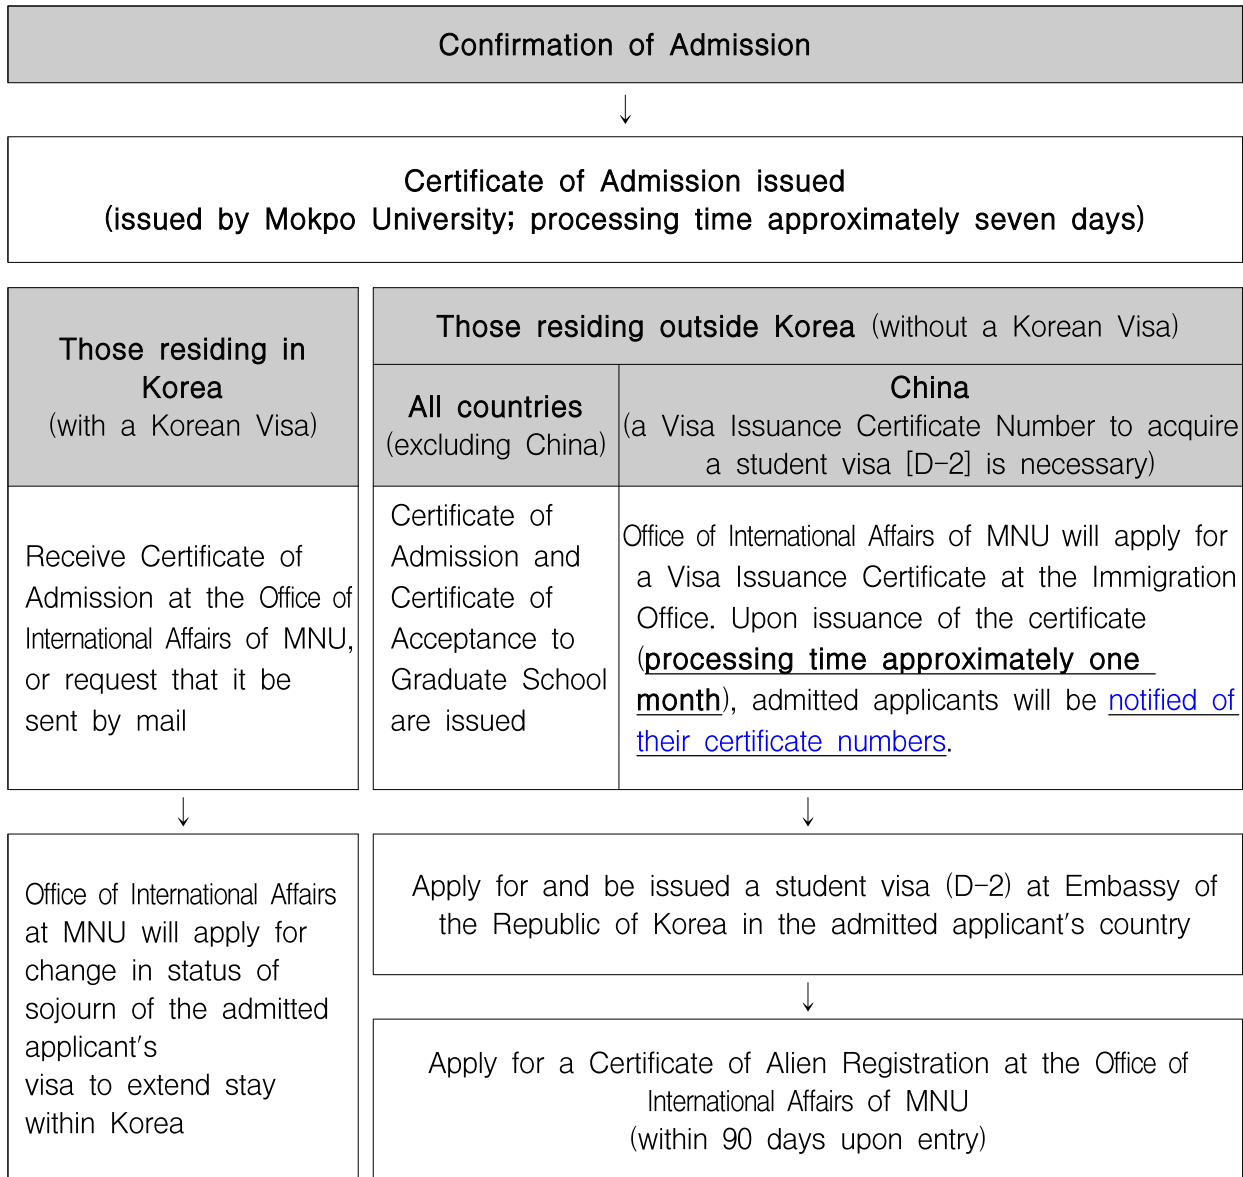 Confirmation of Admission
↓
Certificate of Admission issued
(issued by Mokpo University; processing time approximately seven days)
Those residing in
Korea
(with a Korean Visa)
Those residing outside Korea (without a Korean Visa)
All countries
(excluding China)
China
(a Visa Issuance Certificate Number to acquire
a student visa [D-2] is necessary)
Receive Certificate of
Admission at the Office of
International Affairs of MNU,
or request that it be
sent by mail
Certificate of
Admission and
Certificate of
Acceptance to
Graduate School
are issued
Office of International Affairs of MNU will apply for
a Visa Issuance Certificate at the Immigration
Office. Upon issuance of the certificate
(processing time approximately one
month), admitted applicants will be notified of
their certificate numbers.
↓
↓
Office of International Affairs
at MNU will apply for
change in status of
sojourn of the admitted
applicant's
visa to extend stay
within Korea
Apply for and be issued a student visa (D-2) at Embassy of
the Republic of Korea in the admitted applicant's country
↓
Apply for a Certificate of Alien Registration at the Office of
International Affairs of MNU
(within 90 days upon entry)